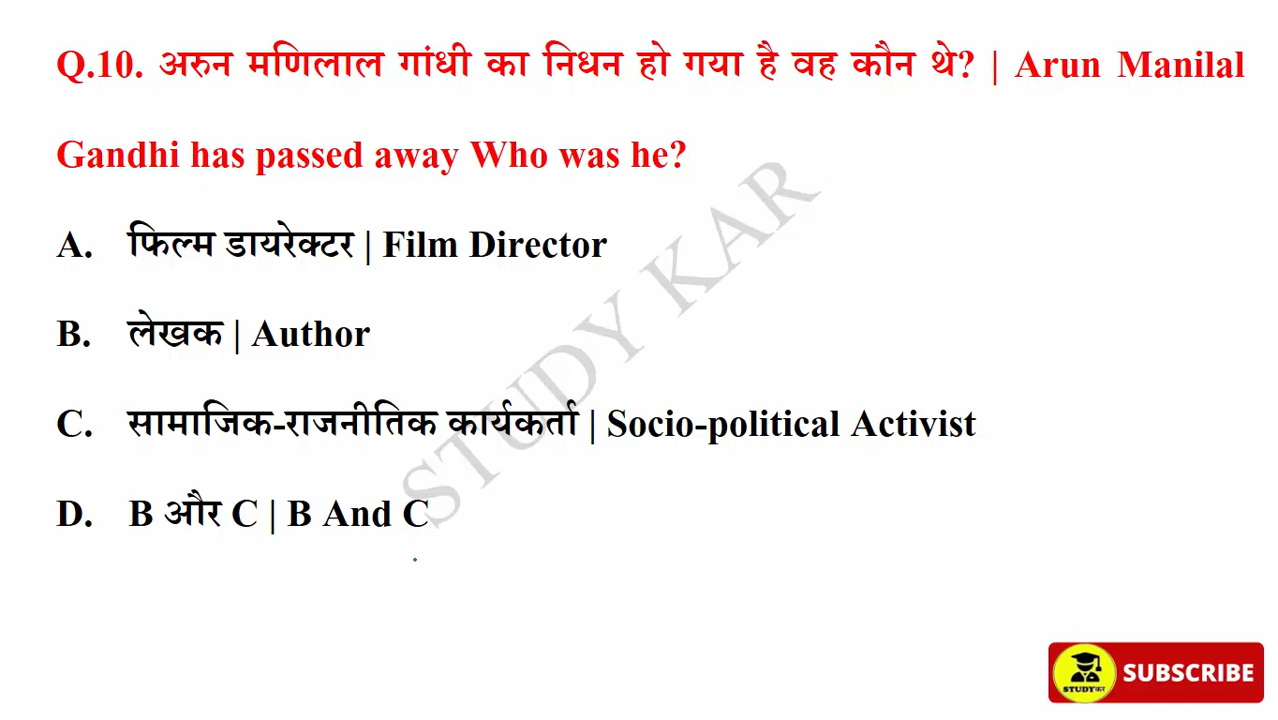 Q.10. अरुन मणिलाल गांधी का निधन हो गया है वह कौन थे? | Arun Manilal
Gandhi has passed away Who was he?
A. फिल्म डायरेक्टर | Film Director
B. लेखक | Author
C. सामाजिक-राजनीतिक कार्यकर्ता | Socio-political Activist
D. B और C | B And C
STUDY KAR
SUBSCRIBE
STUDYकर